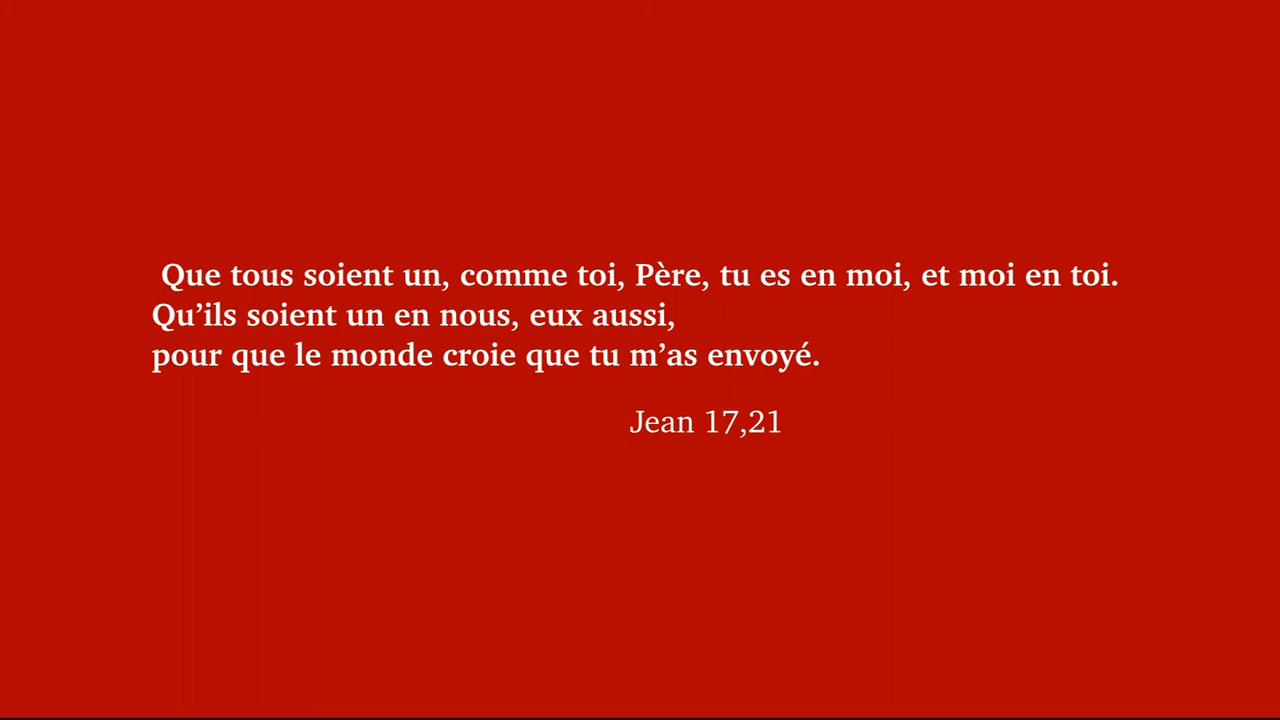 Que tous soient un, comme toi, Père, tu es en moi, et moi en toi.
Qu’ils soient un en nous, eux aussi,
pour que le monde croie que tu m’as envoyé.
Jean 17,21